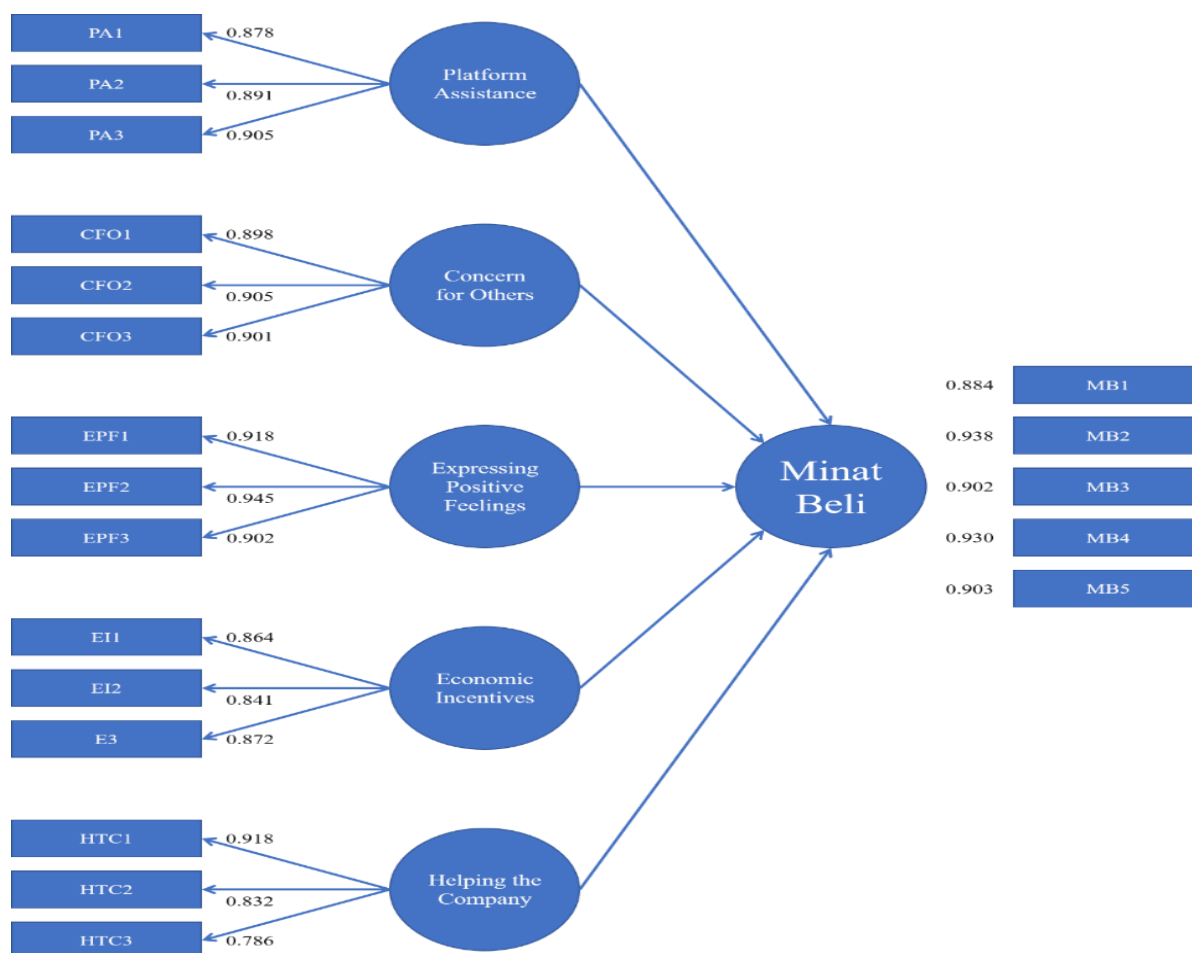 PA1
0.878
PA2
0.891
PA3
0.905
Platform
Assistance
CFO1
0.898
CFO2
0.905
CFO3
0.901
Concern
for Others
EPF1
0.918
EPF2
0.945
EPF3
0.902
Expressing
Positive
Feelings
EI1
0.864
EI2
0.841
E3
0.872
Economic
Incentives
HTC1
0.918
HTC2
0.832
HTC3
0.786
Helping the
Company
Minat
Beli
0.884
MB1
0.938
MB2
0.902
MB3
0.930
MB4
0.903
MB5